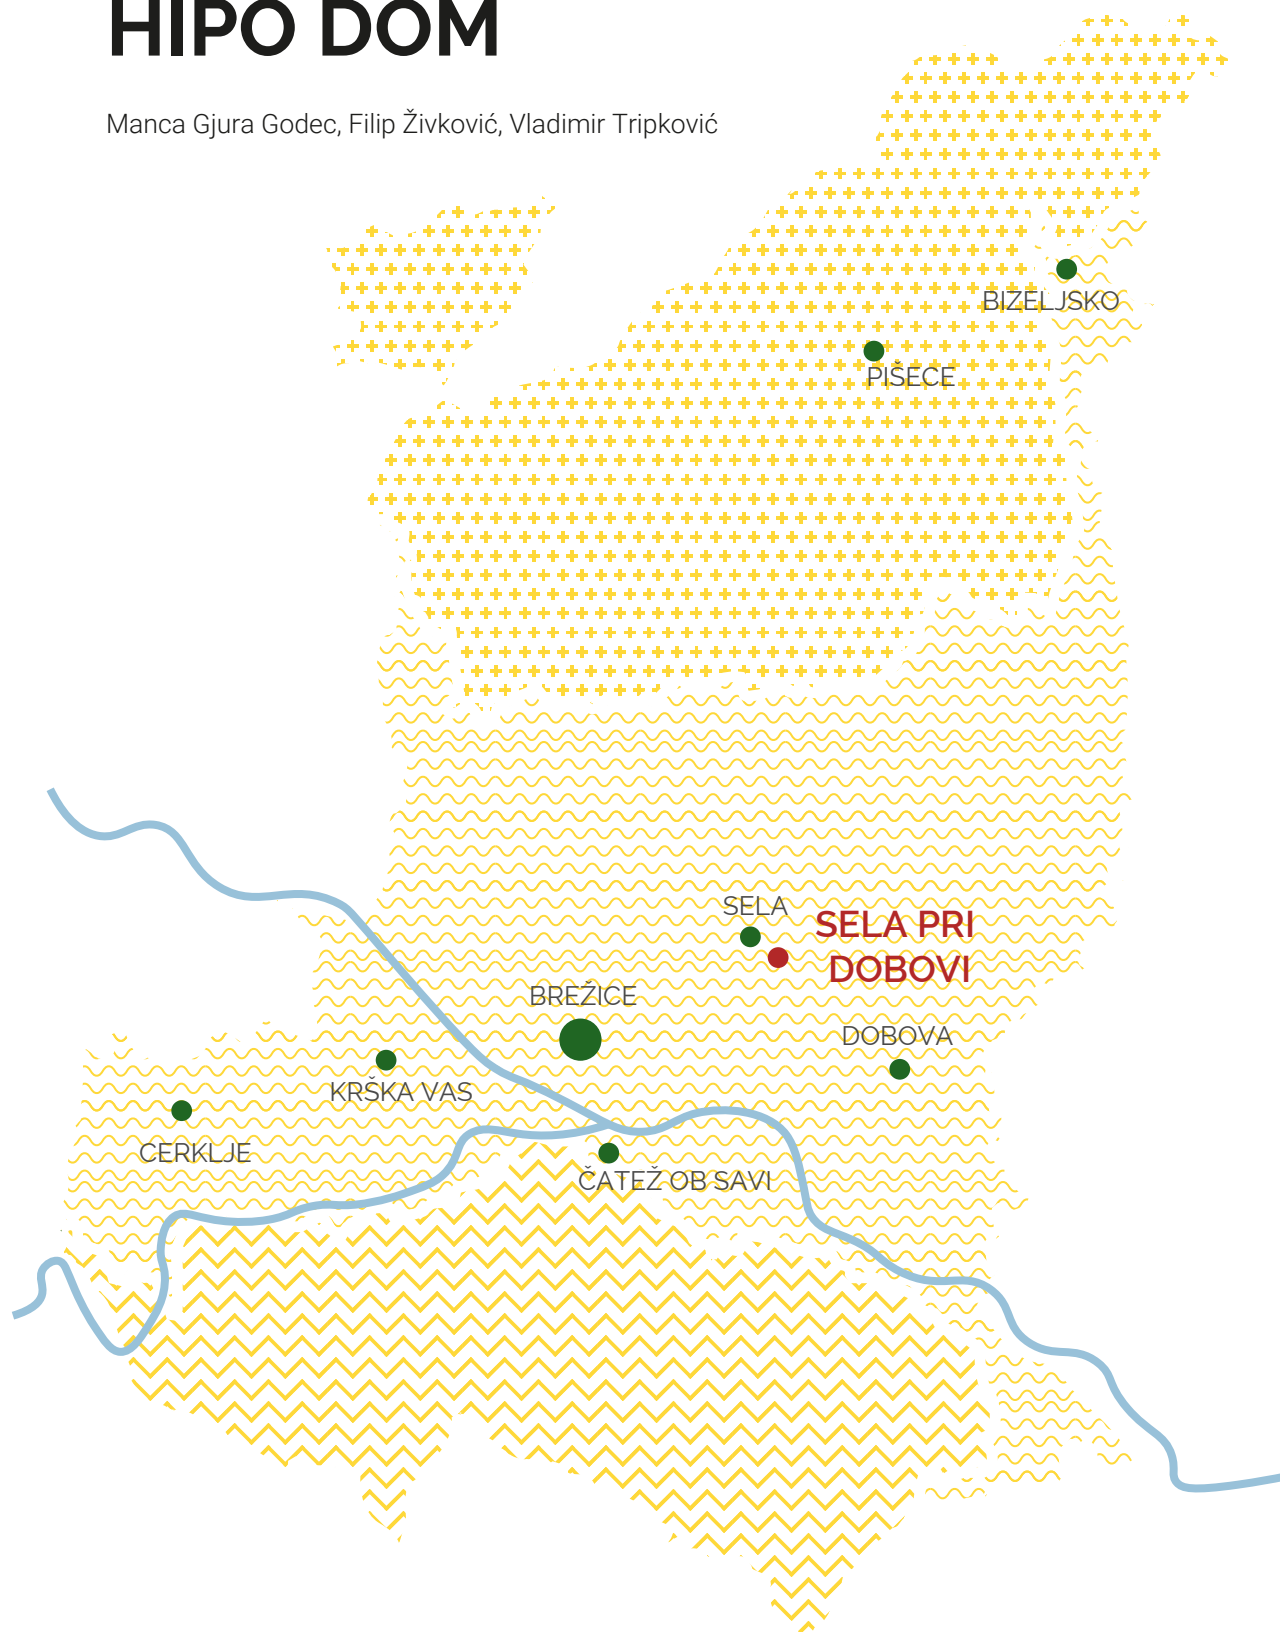 HIPO DOM
Manca Gjura Godec, Filip Živković, Vladimir Tripković
BIZELJSKO
PIŠECE
SELA
SELA PRI
DOBOVI
BREŽICE
DOBOVA
KRŠKA VAS
CERKLJE
ČATEŽ OB SAVI